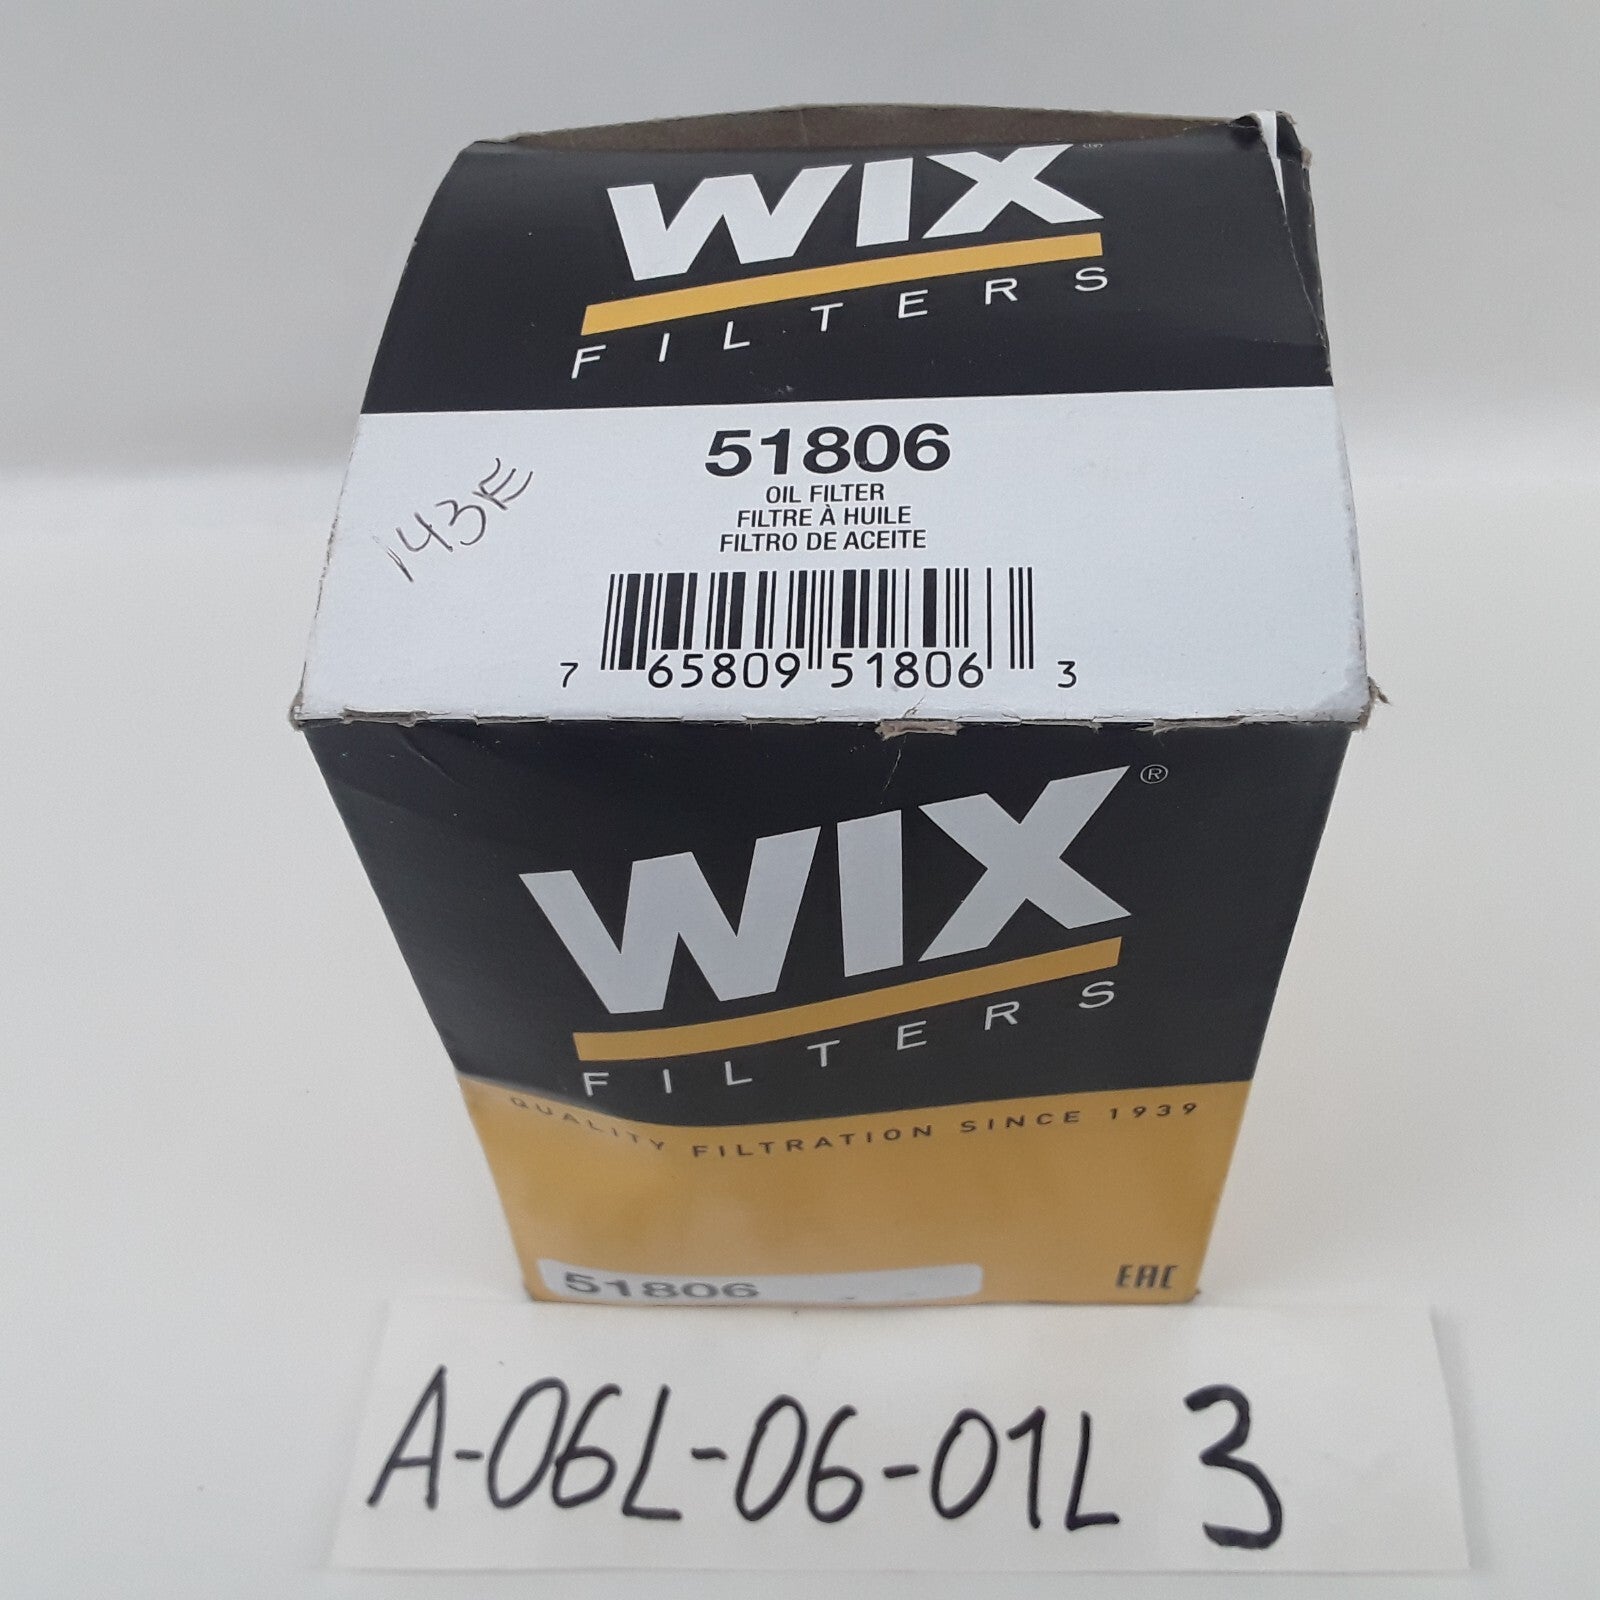 WIX
FILTERS
51806
OIL FILTER
FILTRE À HUILE
FILTRO DE ACEITE
143E
7 65809 51806 3
WIX®
FILTERS
QUALITY FILTRATION SINCE 1939
51806
EAC
A-06L-06-01L 3